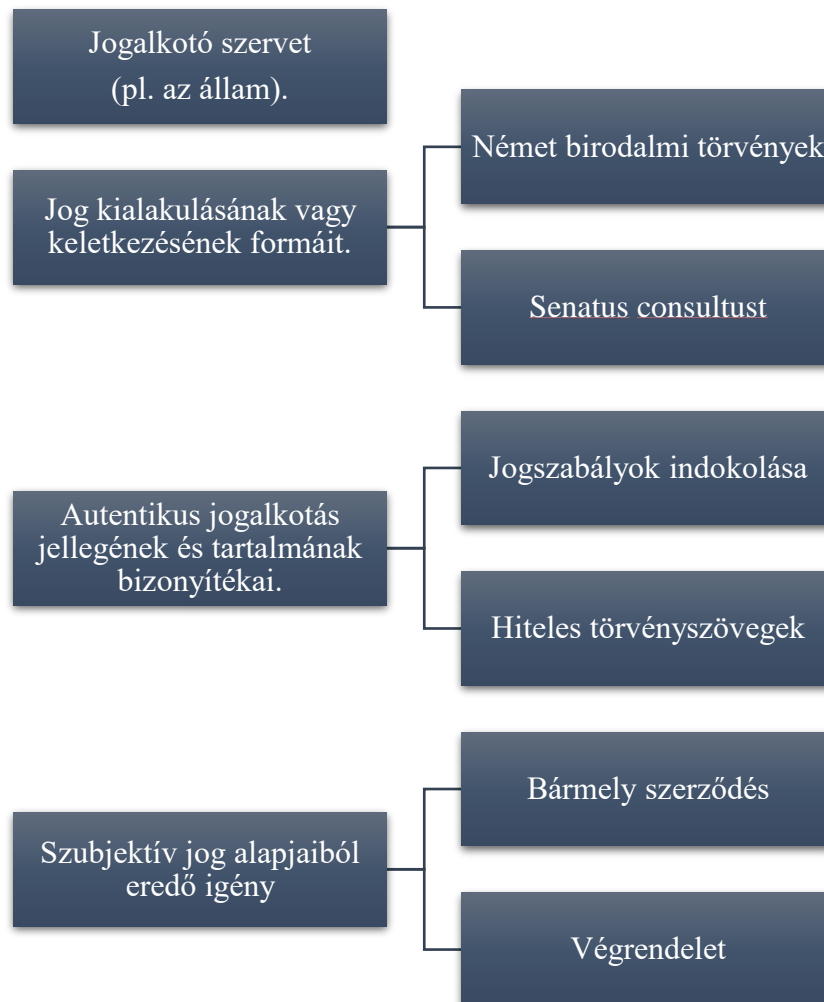 Jogalkotó szervet
(pl. az állam).
Jog kialakulásának vagy
keletkezésének formáit.
Német birodalmi törvények
Senatus consultust
Autentikus jogalkotás
jellegének és tartalmának
bizonyítékai.
Jogszabályok indokolása
Hiteles törvényszövegek
Szubjektív jog alapjaiból
eredő igény
Bármely szerződés
Végrendelet